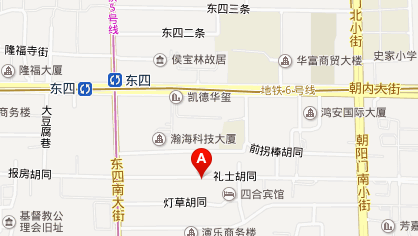 5号线
东四三条
东四二条
门北小街
隆福寺街
侯宝林故居
华富商贸大楼
史家小学
隆福大厦
东四
东四
地铁6号线
朝内大街
凯德华玺
商务楼
大豆腐巷
鸿安国际大厦
瀚海科技大厦
前拐棒胡同
朝阳门南小街
东四南大街
A
报房胡同
礼士胡同
四合宾馆
灯草胡同
基督教公
理会旧址
演乐商务楼
芳嘉